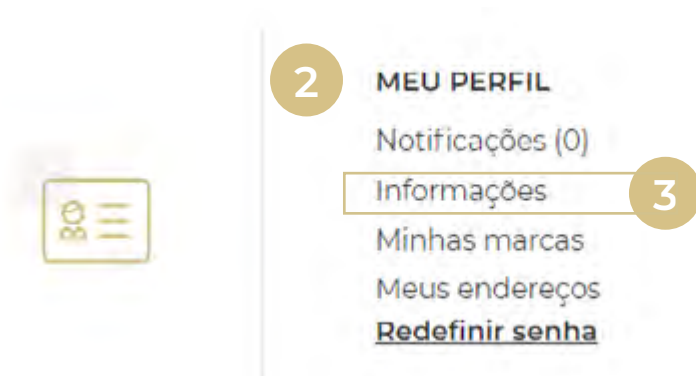 2
MEU PERFIL
Notificações (0)
Informações
3
Minhas marcas
Meus endereços
Redefinir senha